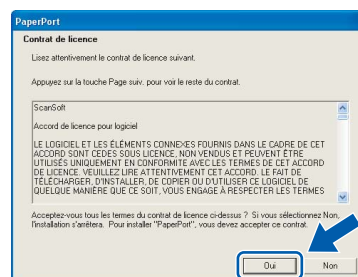 PaperPort
Contrat de licence
Lisez attentivement le contrat de licence suivant.
Appuyez sur la touche Page suiv. pour voir le reste du contrat.
ScanSoft
Accord de licence pour logiciel
LE LOGICIEL ET LES ÉLÉMENTS CONNEXES FOURNIS DANS LE CADRE DE CET
ACCORD SONT CEDES SOUS LICENCE, NON VENDUS ET PEUVENT ÊTRE
UTILISÉS UNIQUEMENT EN CONFORMITE AVEC LES TERMES DE CET ACCORD
DE LICENCE. VEUILLEZ LIRE ATTENTIVEMENT CET ACCORD. LE FAIT DE
TÉLÉCHARGER, D'INSTALLER, DE COPIER OU D'UTILISER CE LOGICIEL DE
QUELQUE MANIÈRE QUE CE SOIT, VOUS ENGAGE À RESPECTER LES TERMES
Acceptez-vous tous les termes du contrat de licence ci-dessus ? Si vous sélectionnez Non,
l'installation s'arrêtera. Pour installer "PaperPort", vous devez accepter ce contrat.
Oui
Non